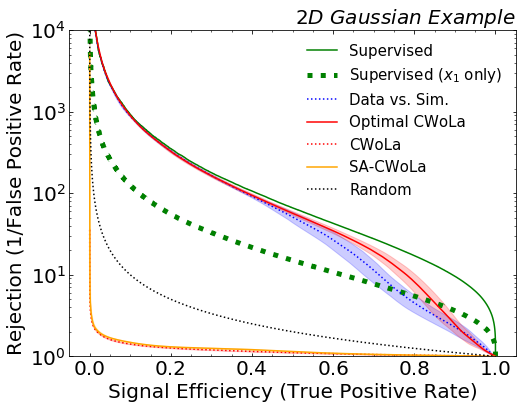 2D Gaussian Example
Rejection (1/False Positive Rate)
10^4
10^3
10^2
10^1
10^0
Supervised
Supervised (x_1 only)
Data vs. Sim.
Optimal CWoLa
CWoLa
SA-CWoLa
Random
0.0 0.2 0.4 0.6 0.8 1.0
Signal Efficiency (True Positive Rate)